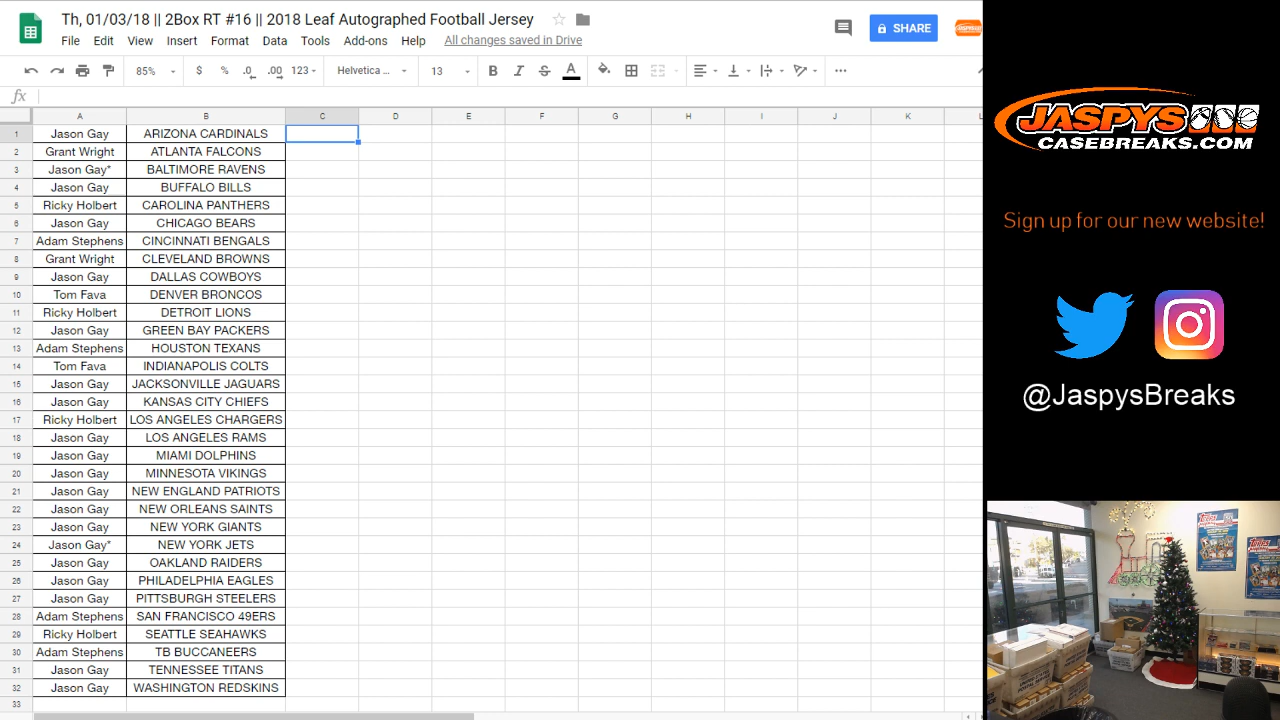 Th, 01/03/18 || 2Box RT #16 || 2018 Leaf Autographed Football Jersey
SHARE
File Edit View Insert Format Data Tools Add-ons Help All changes saved in Drive
85% $ % .0 .00 123 Helvetica ... 13 B I S A
fx
A B C D E F G H I J K L
1 Jason Gay ARIZONA CARDINALS
2 Grant Wright ATLANTA FALCONS
3 Jason Gay* BALTIMORE RAVENS
4 Jason Gay BUFFALO BILLS
5 Ricky Holbert CAROLINA PANTHERS
6 Jason Gay CHICAGO BEARS
7 Adam Stephens CINCINNATI BENGALS
8 Grant Wright CLEVELAND BROWNS
9 Jason Gay DALLAS COWBOYS
10 Tom Fava DENVER BRONCOS
11 Ricky Holbert DETROIT LIONS
12 Jason Gay GREEN BAY PACKERS
13 Adam Stephens HOUSTON TEXANS
14 Tom Fava INDIANAPOLIS COLTS
15 Jason Gay JACKSONVILLE JAGUARS
16 Jason Gay KANSAS CITY CHIEFS
17 Ricky Holbert LOS ANGELES CHARGERS
18 Jason Gay LOS ANGELES RAMS
19 Jason Gay MIAMI DOLPHINS
20 Jason Gay MINNESOTA VIKINGS
21 Jason Gay NEW ENGLAND PATRIOTS
22 Jason Gay NEW ORLEANS SAINTS
23 Jason Gay NEW YORK GIANTS
24 Jason Gay* NEW YORK JETS
25 Jason Gay OAKLAND RAIDERS
26 Jason Gay PHILADELPHIA EAGLES
27 Jason Gay PITTSBURGH STEELERS
28 Adam Stephens SAN FRANCISCO 49ERS
29 Ricky Holbert SEATTLE SEAHAWKS
30 Adam Stephens TB BUCCANEERS
31 Jason Gay TENNESSEE TITANS
32 Jason Gay WASHINGTON REDSKINS
33
JASPYS
CASEBREAKS.COM
Sign up for our new website!
@JaspysBreaks
Topps
Topps